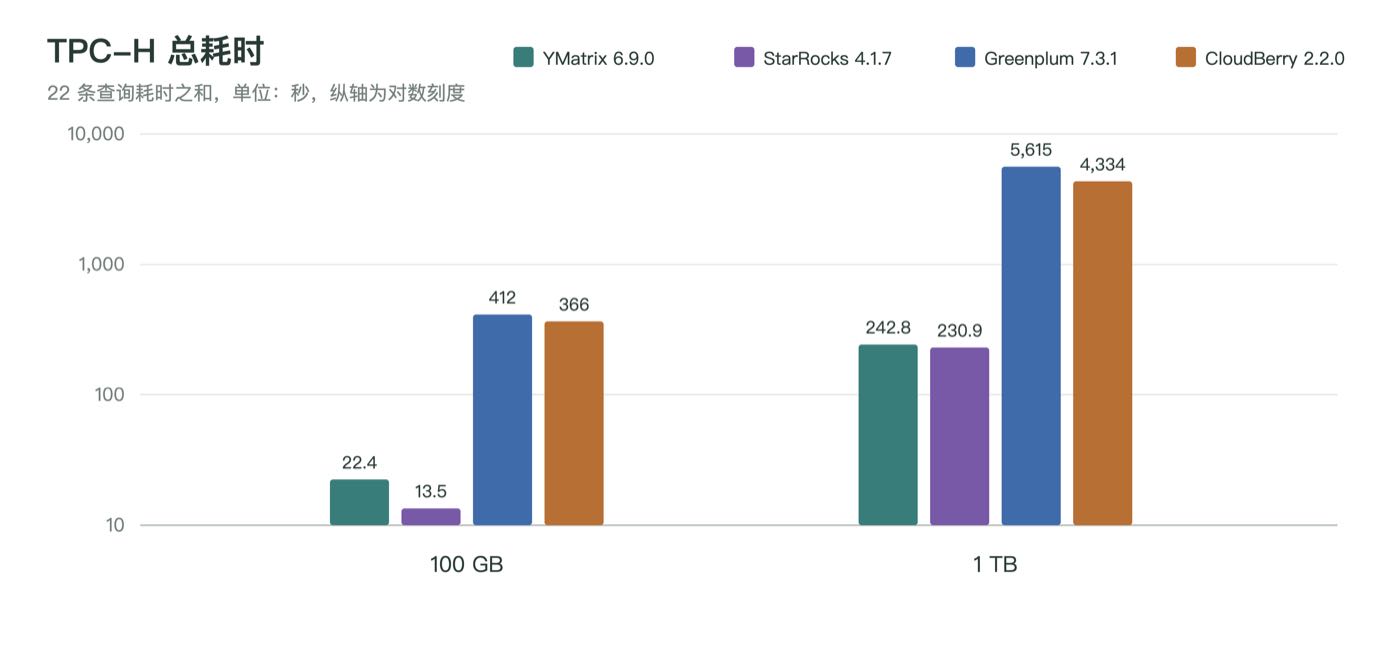 TPC-H 总耗时
22 条查询耗时之和，单位：秒，纵轴为对数刻度
YMatrix 6.9.0
StarRocks 4.1.7
Greenplum 7.3.1
CloudBerry 2.2.0
10,000
1,000
100
10
22.4
13.5
412
366
242.8
230.9
5,615
4,334
100 GB
1 TB